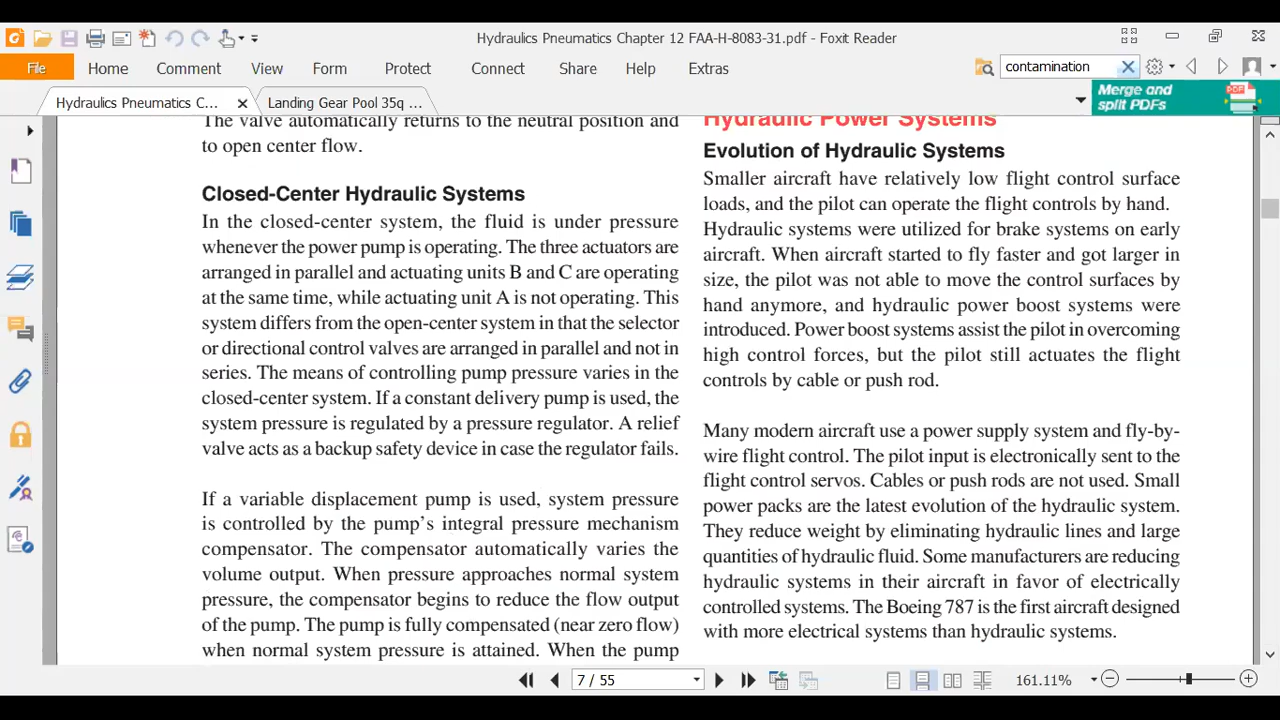 Hydraulics Pneumatics Chapter 12 FAA-H-8083-31.pdf - Foxit Reader
File Home Comment View Form Protect Connect Share Help Extras
contamination
Hydraulics Pneumatics C...
Landing Gear Pool 35q ...
Merge and
split PDFs
PDF
The valve automatically returns to the neutral position and
to open center flow.
Closed-Center Hydraulic Systems
In the closed-center system, the fluid is under pressure
whenever the power pump is operating. The three actuators are
arranged in parallel and actuating units B and C are operating
at the same time, while actuating unit A is not operating. This
system differs from the open-center system in that the selector
or directional control valves are arranged in parallel and not in
series. The means of controlling pump pressure varies in the
closed-center system. If a constant delivery pump is used, the
system pressure is regulated by a pressure regulator. A relief
valve acts as a backup safety device in case the regulator fails.
If a variable displacement pump is used, system pressure
is controlled by the pump's integral pressure mechanism
compensator. The compensator automatically varies the
volume output. When pressure approaches normal system
pressure, the compensator begins to reduce the flow output
of the pump. The pump is fully compensated (near zero flow)
when normal system pressure is attained. When the pump
Hydraulic Power Systems
Evolution of Hydraulic Systems
Smaller aircraft have relatively low flight control surface
loads, and the pilot can operate the flight controls by hand.
Hydraulic systems were utilized for brake systems on early
aircraft. When aircraft started to fly faster and got larger in
size, the pilot was not able to move the control surfaces by
hand anymore, and hydraulic power boost systems were
introduced. Power boost systems assist the pilot in overcoming
high control forces, but the pilot still actuates the flight
controls by cable or push rod.
Many modern aircraft use a power supply system and fly-by-
wire flight control. The pilot input is electronically sent to the
flight control servos. Cables or push rods are not used. Small
power packs are the latest evolution of the hydraulic system.
They reduce weight by eliminating hydraulic lines and large
quantities of hydraulic fluid. Some manufacturers are reducing
hydraulic systems in their aircraft in favor of electrically
controlled systems. The Boeing 787 is the first aircraft designed
with more electrical systems than hydraulic systems.
7 / 55
161.11%